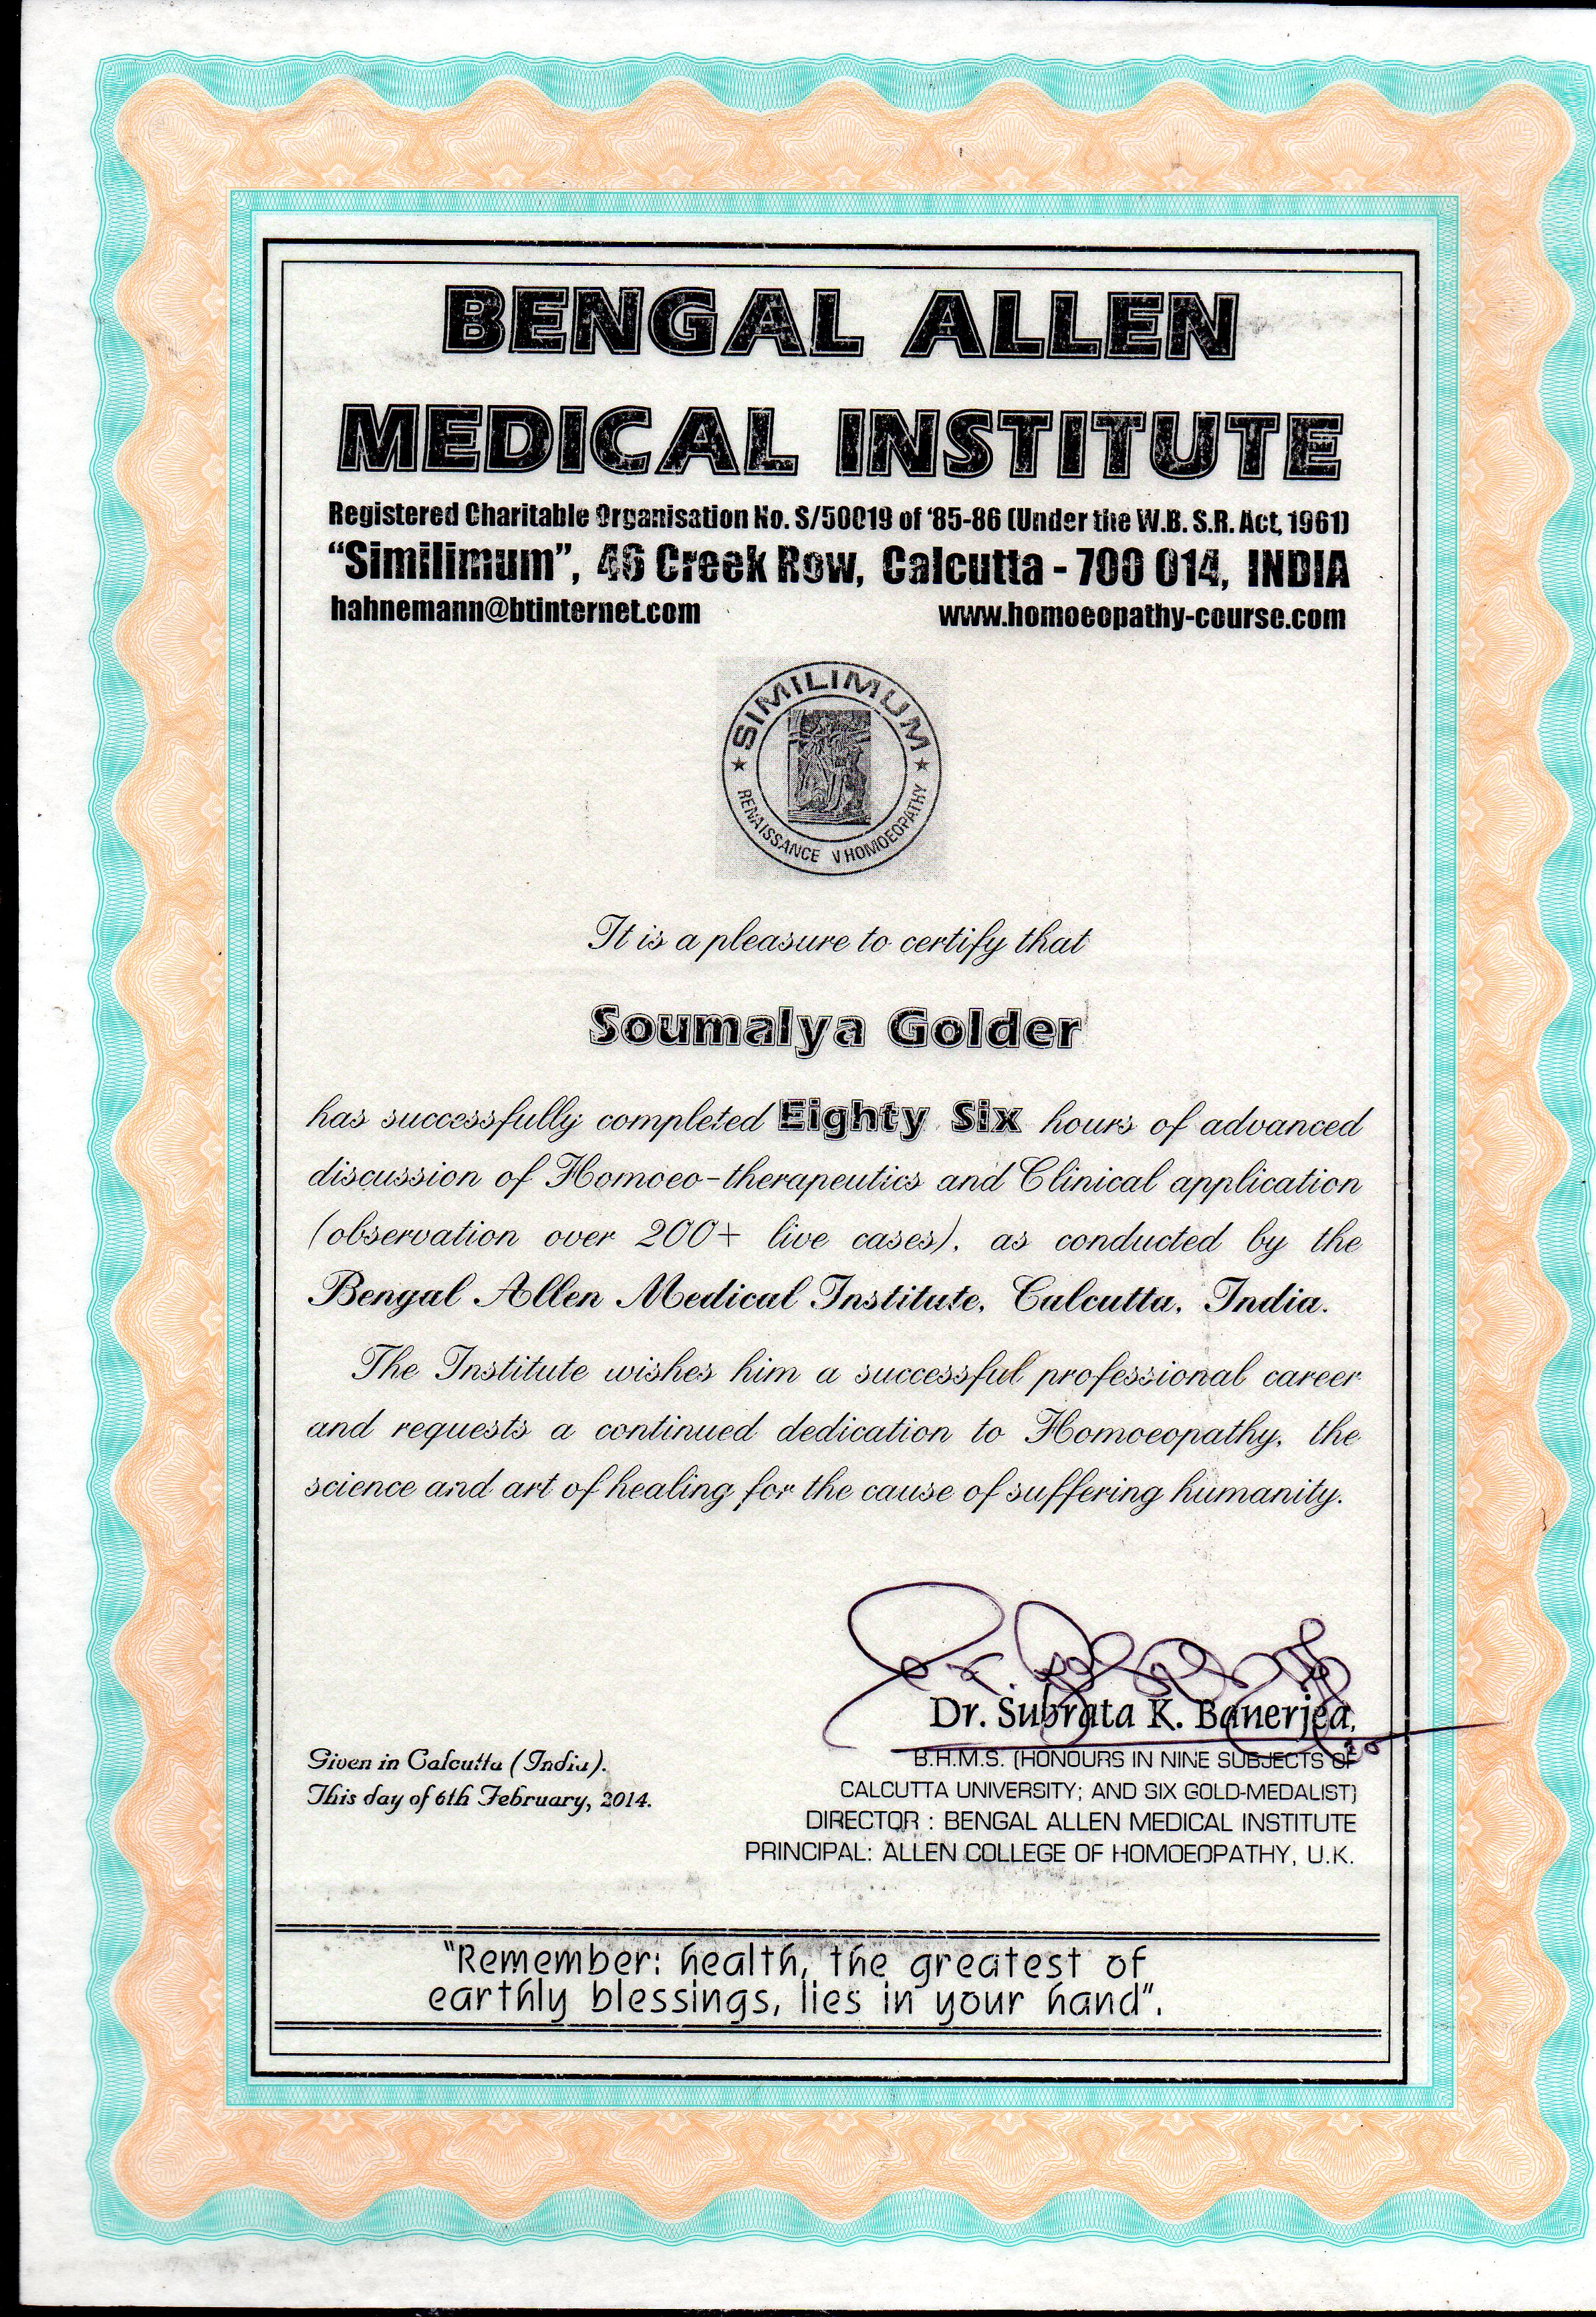 BENGAL ALLEN
MEDICAL INSTITUTE
Registered Charitable Organisation No. S/50019 of '85-86 (Under the W.B. S.R. Act, 1961)
"Similimum", 46 Creek Row, Calcutta - 700 014, INDIA
hahnemann@btinternet.com www.homoeopathy-course.com
SIMILIMUM
RENAISSANCE V HOMOEOPATHY
It is a pleasure to certify that
Soumalya Golder
has successfully completed Eighty Six hours of advanced
discussion of Homoeo-therapeutics and Clinical application
(observation over 200+ live cases), as conducted by the
Bengal Allen Medical Institute, Calcutta, India.
The Institute wishes him a successful professional career
and requests a continued dedication to Homoeopathy, the
science and art of healing for the cause of suffering humanity.
Dr. Subrata K. Banerjea,
B.H.M.S. (HONOURS IN NINE SUBJECTS OF
CALCUTTA UNIVERSITY; AND SIX GOLD-MEDALIST)
DIRECTOR : BENGAL ALLEN MEDICAL INSTITUTE
PRINCIPAL: ALLEN COLLEGE OF HOMOEOPATHY, U.K.
Given in Calcutta (India).
This day of 6th February, 2014.
"Remember: health, the greatest of
earthly blessings, lies in your hand".